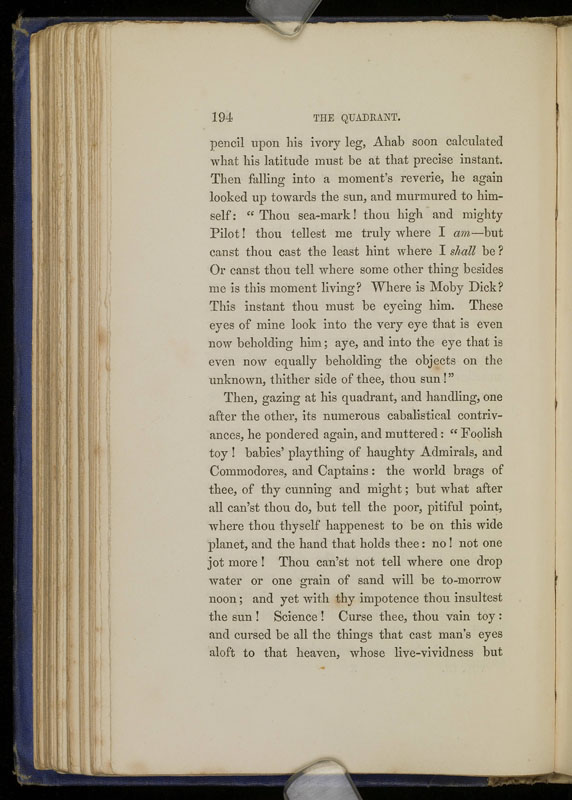 194 THE QUADRANT.
pencil upon his ivory leg, Ahab soon calculated
what his latitude must be at that precise instant.
Then falling into a moment's reverie, he again
looked up towards the sun, and murmured to him-
self: “ Thou sea-mark! thou high and mighty
Pilot! thou tellest me truly where I am—but
canst thou cast the least hint where I shall be?
Or canst thou tell where some other thing besides
me is this moment living? Where is Moby Dick?
This instant thou must be eyeing him. These
eyes of mine look into the very eye that is even
now beholding him; aye, and into the eye that is
even now equally beholding the objects on the
unknown, thither side of thee, thou sun!”
Then, gazing at his quadrant, and handling, one
after the other, its numerous cabalistical contriv-
ances, he pondered again, and muttered: “ Foolish
toy! babies' plaything of haughty Admirals, and
Commodores, and Captains: the world brags of
thee, of thy cunning and might; but what after
all can'st thou do, but tell the poor, pitiful point,
where thou thyself happenest to be on this wide
planet, and the hand that holds thee: no! not one
jot more! Thou can'st not tell where one drop
water or one grain of sand will be to-morrow
noon; and yet with thy impotence thou insultest
the sun! Science! Curse thee, thou vain toy:
and cursed be all the things that cast man's eyes
aloft to that heaven, whose live-vividness but